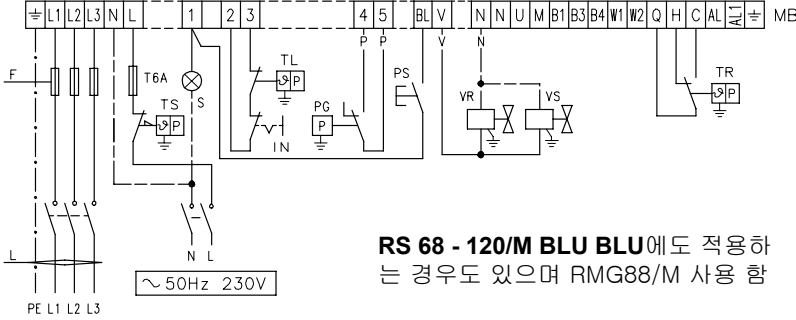 ⏚ L1 L2 L3 N L 1 2 3 4 5 BL V N N U M B1 B3 B4 W1 W2 Q H C AL AL1 ⏚ MB
P P V N
F T6A TL PS TR
S ϑ P ϑ P
TS PG VR VS
ϑ P P
IN
L N L
~ 50Hz 230V
PE L1 L2 L3
RS 68 - 120/M BLU BLU에도 적용하
는 경우도 있으며 RMG88/M 사용 함